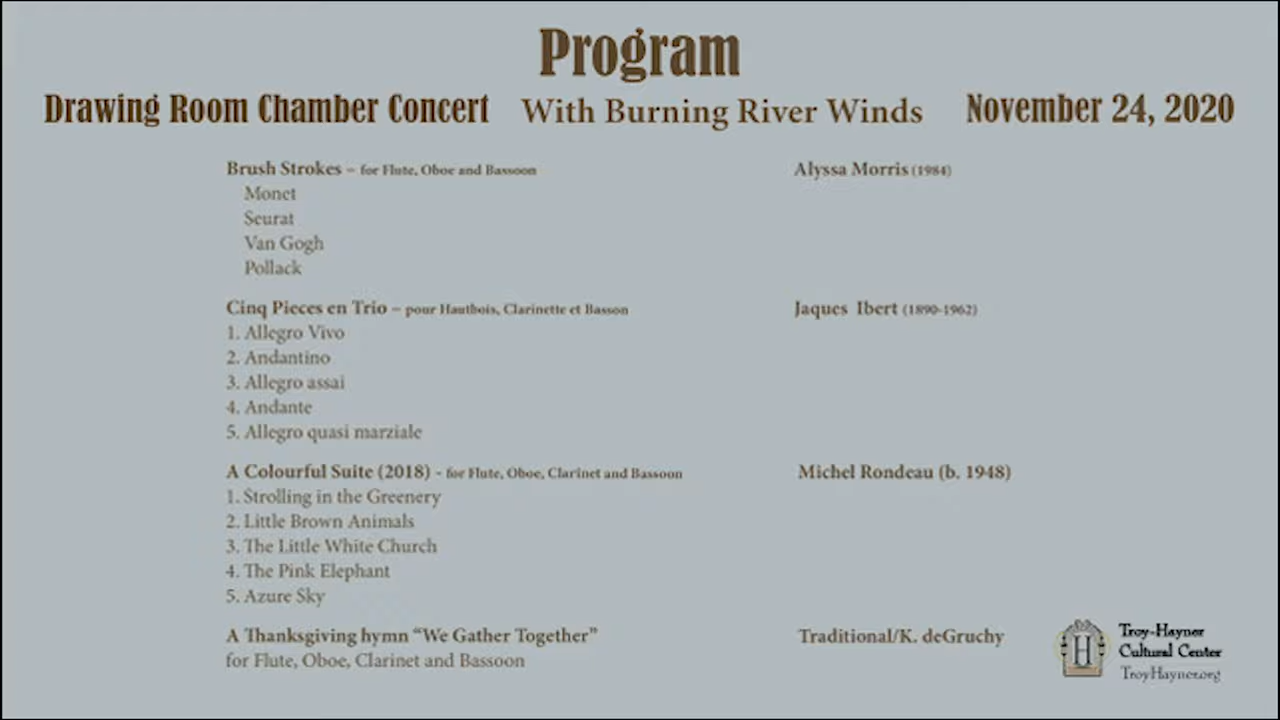 Program
Drawing Room Chamber Concert With Burning River Winds November 24, 2020
Brush Strokes – for Flute, Oboe and Bassoon Alyssa Morris (1984)
Monet
Seurat
Van Gogh
Pollack
Cinq Pieces en Trio – pour Hautbois, Clarinette et Basson Jaques Ibert (1890-1962)
1. Allegro Vivo
2. Andantino
3. Allegro assai
4. Andante
5. Allegro quasi marziale
A Colourful Suite (2018) - for Flute, Oboe, Clarinet and Bassoon Michel Rondeau (b. 1948)
1. Strolling in the Greenery
2. Little Brown Animals
3. The Little White Church
4. The Pink Elephant
5. Azure Sky
A Thanksgiving hymn “We Gather Together” Traditional/K. deGruchy
for Flute, Oboe, Clarinet and Bassoon
H
Troy-Hayner
Cultural Center
TroyHayner.org